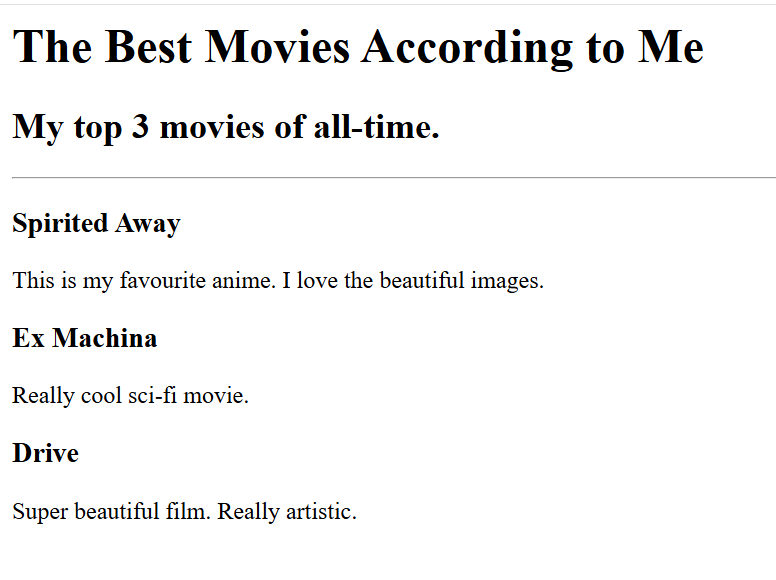 The Best Movies According to Me
My top 3 movies of all-time.
Spirited Away
This is my favourite anime. I love the beautiful images.
Ex Machina
Really cool sci-fi movie.
Drive
Super beautiful film. Really artistic.